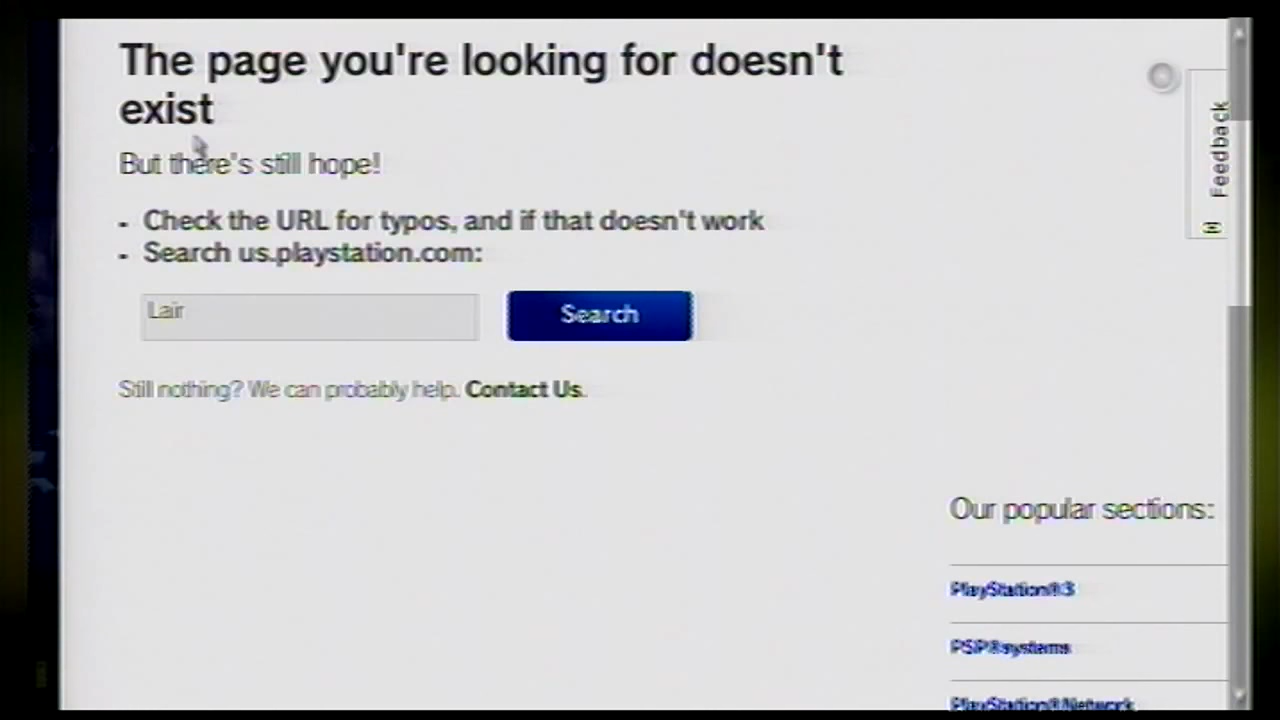 The page you're looking for doesn't
exist
But there's still hope!
- Check the URL for typos, and if that doesn't work
- Search us.playstation.com:
Lair
Search
Still nothing? We can probably help. Contact Us.
Feedback
Our popular sections:
PlayStation®3
PSP®systems
PlayStation®Network